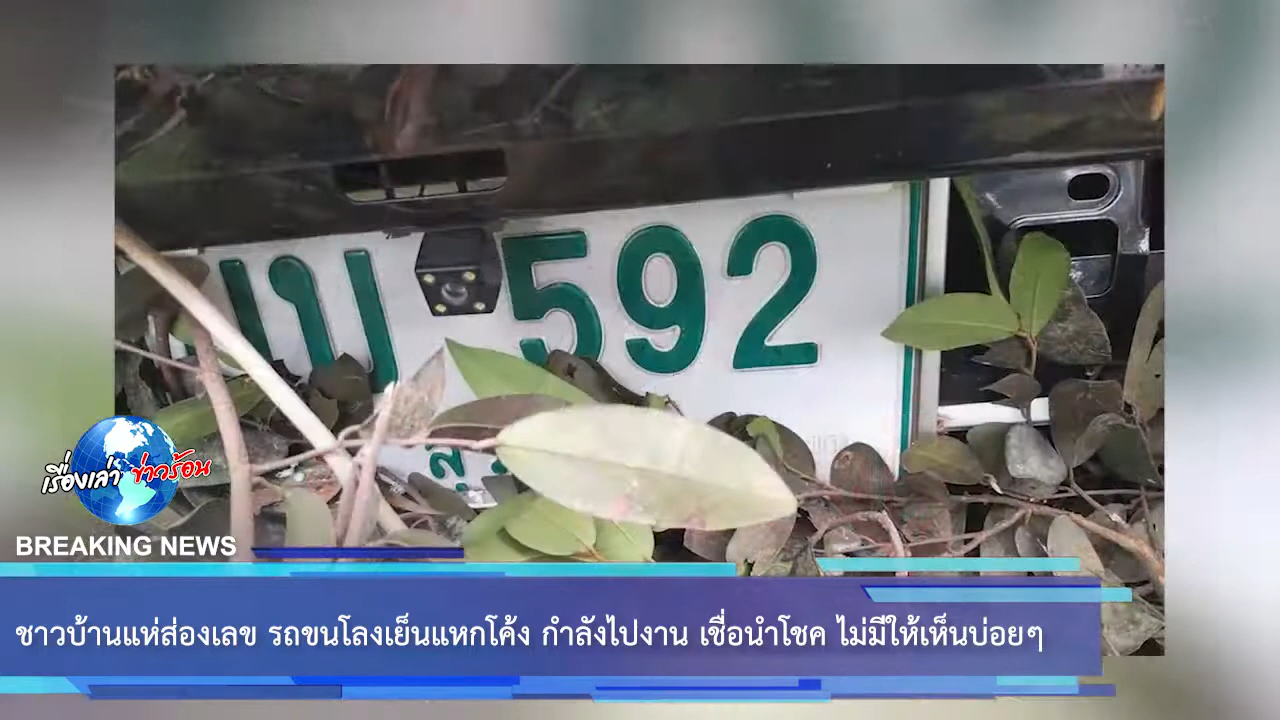 592
เรื่องเล่า ข่าวร้อน
BREAKING NEWS
ชาวบ้านแห่ส่องเลข รถขนโลงเย็นแหกโค้ง กำลังไปงาน เชื่อนำโชค ไม่มีให้เห็นบ่อยๆ